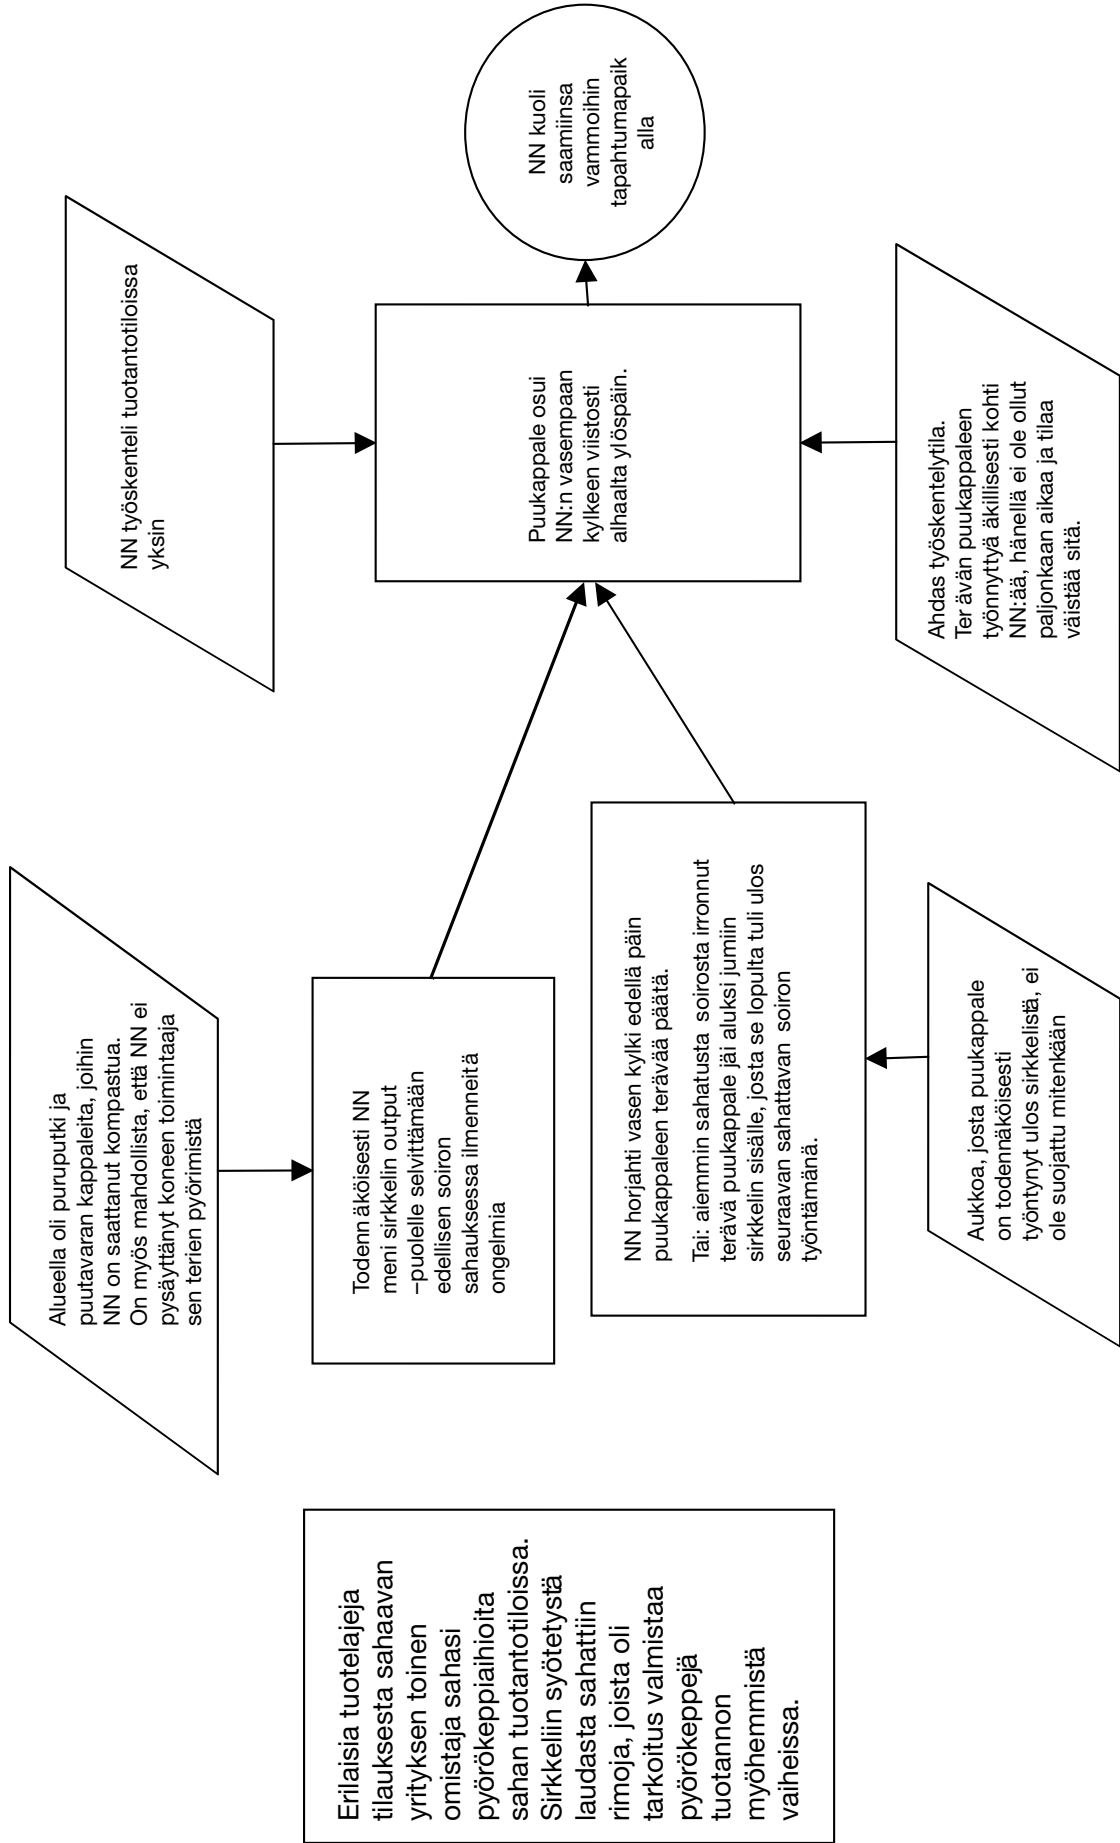 Erilaisia tuotelajeja
tilauksesta sahaavan
yrityksen toinen
omistaja sahasi
pyörökeppiaihioita
sahan tuotantotiloissa.
Sirkkeliin syötetystä
laudasta sahattiin
rimoja, joista oli
tarkoitus valmistaa
pyörökeppejä
tuotannon
myöhemmistä
vaiheissa.
Alueella oli puruputki ja
puutavaran kappaleita, joihin
NN on saattanut kompastua.
On myös mahdollista, että NN ei
pysäyttänyt koneen toimintaaja
sen terien pyörimistä
Todenn äköisesti NN
meni sirkkelin output
–puolelle selvittämään
edellisen soiron
sahauksessa ilmenneitä
ongelmia
NN horjahti vasen kylki edellä päin
puukappaleen terävää päätä.
Tai: aiemmin sahatusta soirosta irronnut
terävä puukappale jäi aluksi jumiin
sirkkelin sisälle, josta se lopulta tuli ulos
seuraavan sahattavan soiron
työntämänä.
Aukkoa, josta puukappale
on todennäköisesti
työntynyt ulos sirkkelistä, ei
ole suojattu mitenkään
NN työskenteli tuotantotiloissa
yksin
Puukappale osui
NN:n vasempaan
kylkeen viistosti
alhaalta ylöspäin.
Ahdas työskentelytila.
Ter ävän puukappaleen
työnnyttyä äkillisesti kohti
NN:ää, hänellä ei ole ollut
paljonkaan aikaa ja tilaa
väistää sitä.
NN kuoli
saamiinsa
vammoihin
tapahtumapaik
alla